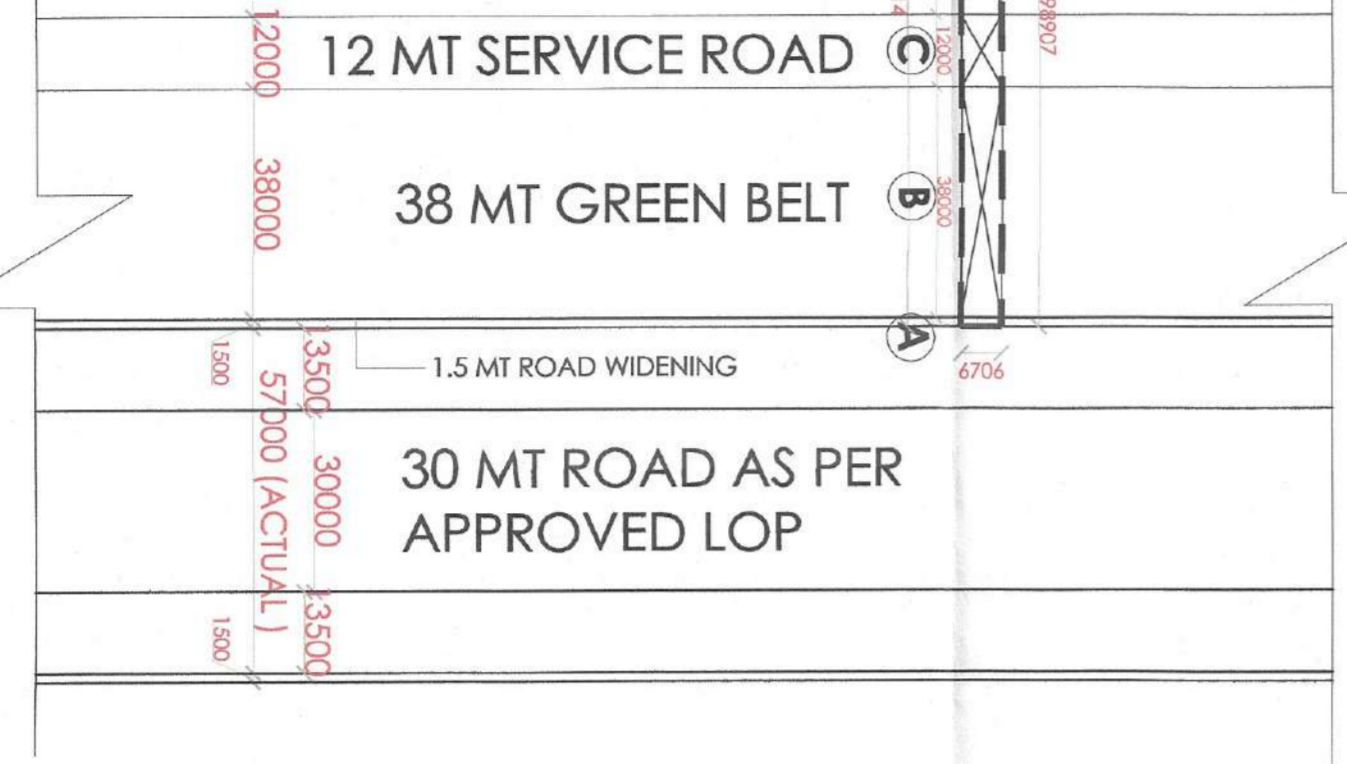 12000
12 MT SERVICE ROAD
C
12000
98907
38000
38 MT GREEN BELT
B
38000
A
1500
13500
1.5 MT ROAD WIDENING
6706
57000 (ACTUAL )
30000
30 MT ROAD AS PER
APPROVED LOP
1500
13500